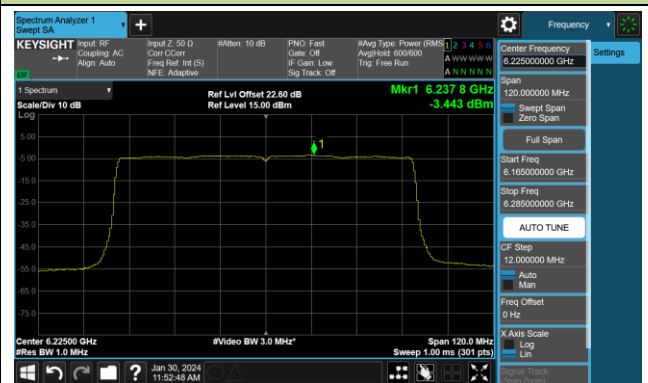 Spectrum Analyzer 1
Swept SA
+
Frequency
KEYSIGHT
Input: RF
Coupling: AC
Align: Auto
Input Z: 50 Ω
Corr CCorr
Freq Ref: Int (S)
NFE: Adaptive
#Atten: 10 dB
PNO: Fast
Gate: Off
IF Gain: Low
Sig Track: Off
#Avg Type: Power (RMS
Avg|Hold: 600/600
Trig: Free Run
1 2 3 4 5 6
A W W W W W
A N N N N N
Center Frequency
6.225000000 GHz
Settings
1 Spectrum
Scale/Div 10 dB
Log
Ref Lvl Offset 22.60 dB
Ref Level 15.00 dBm
Mkr1 6.237 8 GHz
-3.443 dBm
Span
120.000000 MHz
Swept Span
Zero Span
Full Span
Start Freq
6.165000000 GHz
Stop Freq
6.285000000 GHz
AUTO TUNE
CF Step
12.000000 MHz
Auto
Man
Freq Offset
0 Hz
X Axis Scale
Log
Lin
Signal Track
5.00
-5.00
-15.0
-25.0
-35.0
-45.0
-55.0
-65.0
-75.0
1
Center 6.22500 GHz
#Res BW 1.0 MHz
#Video BW 3.0 MHz*
Span 120.0 MHz
Sweep 1.00 ms (301 pts)
?
Jan 30, 2024
11:52:48 AM